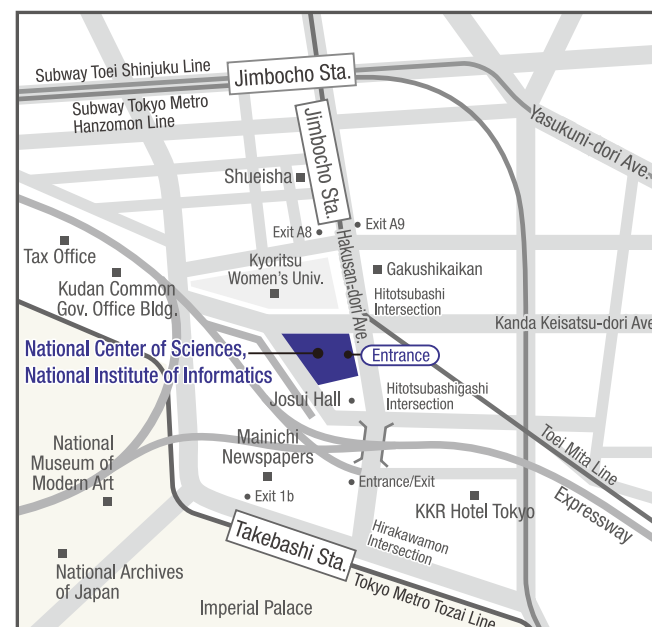 Subway Toei Shinjuku Line
Jimbocho Sta.
Subway Tokyo Metro
Hanzomon Line
Jimbocho Sta.
Yasukuni-dori Ave.
Shueisha
Exit A8
Exit A9
Tax Office
Kudan Common
Gov. Office Bldg.
Kyoritsu
Women's Univ.
Hakusan-dori Ave.
Gakushikaikan
Hitotsubashi
Intersection
Kanda Keisatsu-dori Ave
National Center of Sciences,
National Institute of Informatics
Entrance
Josui Hall
Hitotsubashigashi
Intersection
Toei Mita Line
National
Museum of
Modern Art
Mainichi
Newspapers
Exit 1b
Entrance/Exit
KKR Hotel Tokyo
Expressway
Takebashi Sta.
Hirakawamon
Intersection
National Archives
of Japan
Imperial Palace
Tokyo Metro Tozai Line